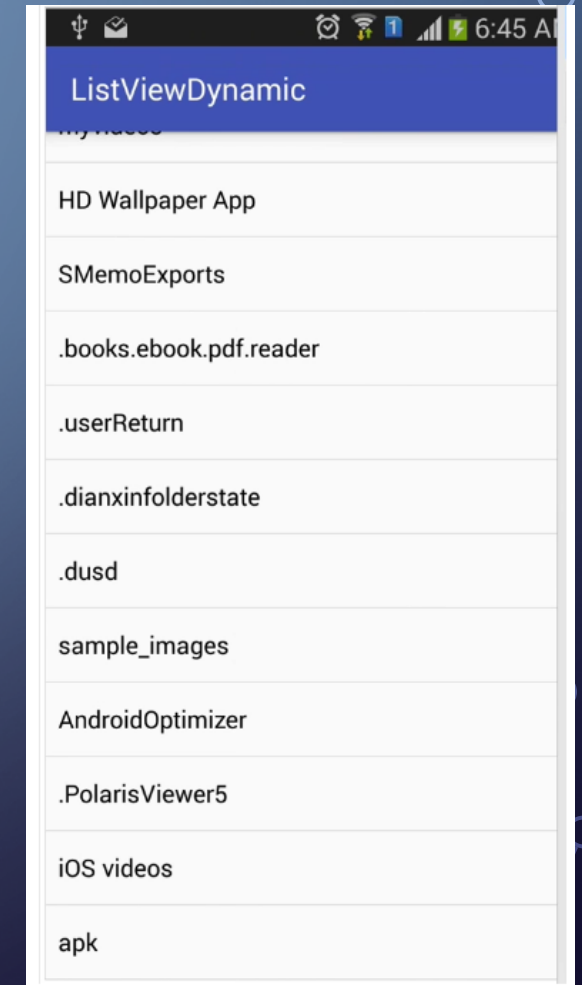 1 6:45 A
ListViewDynamic
HD Wallpaper App
SMemoExports
.books.ebook.pdf.reader
.userReturn
.dianxinfolderstate
.dusd
sample_images
AndroidOptimizer
.PolarisViewer5
iOS videos
apk